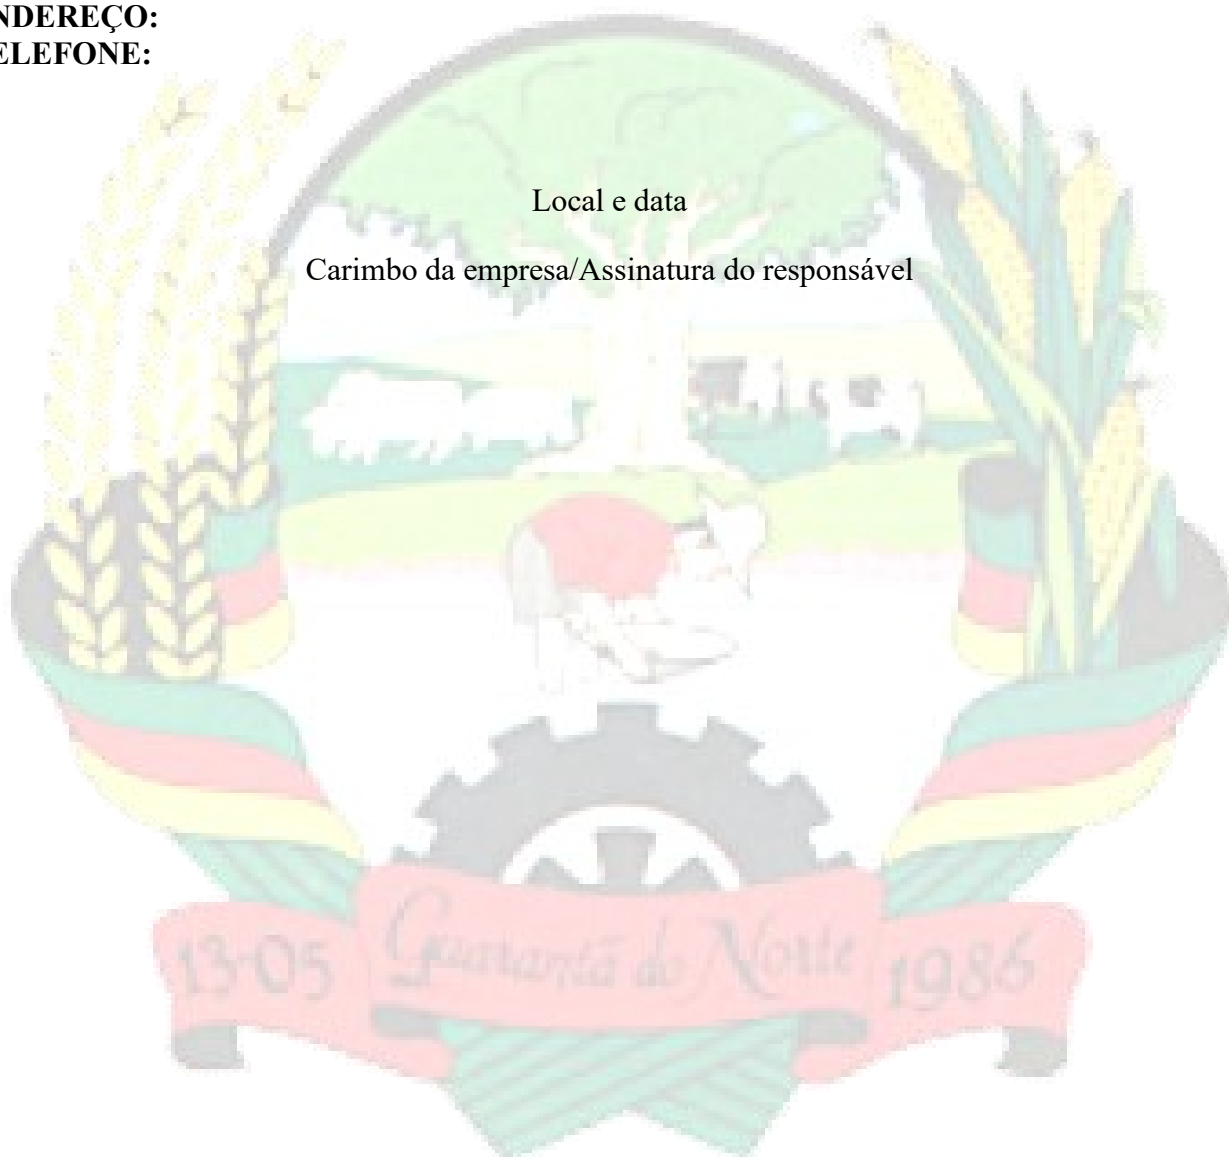 NDEREÇO:
ELEFONE:
Local e data
Carimbo da empresa/Assinatura do responsável
13-05 Guarantã do Norte 1986